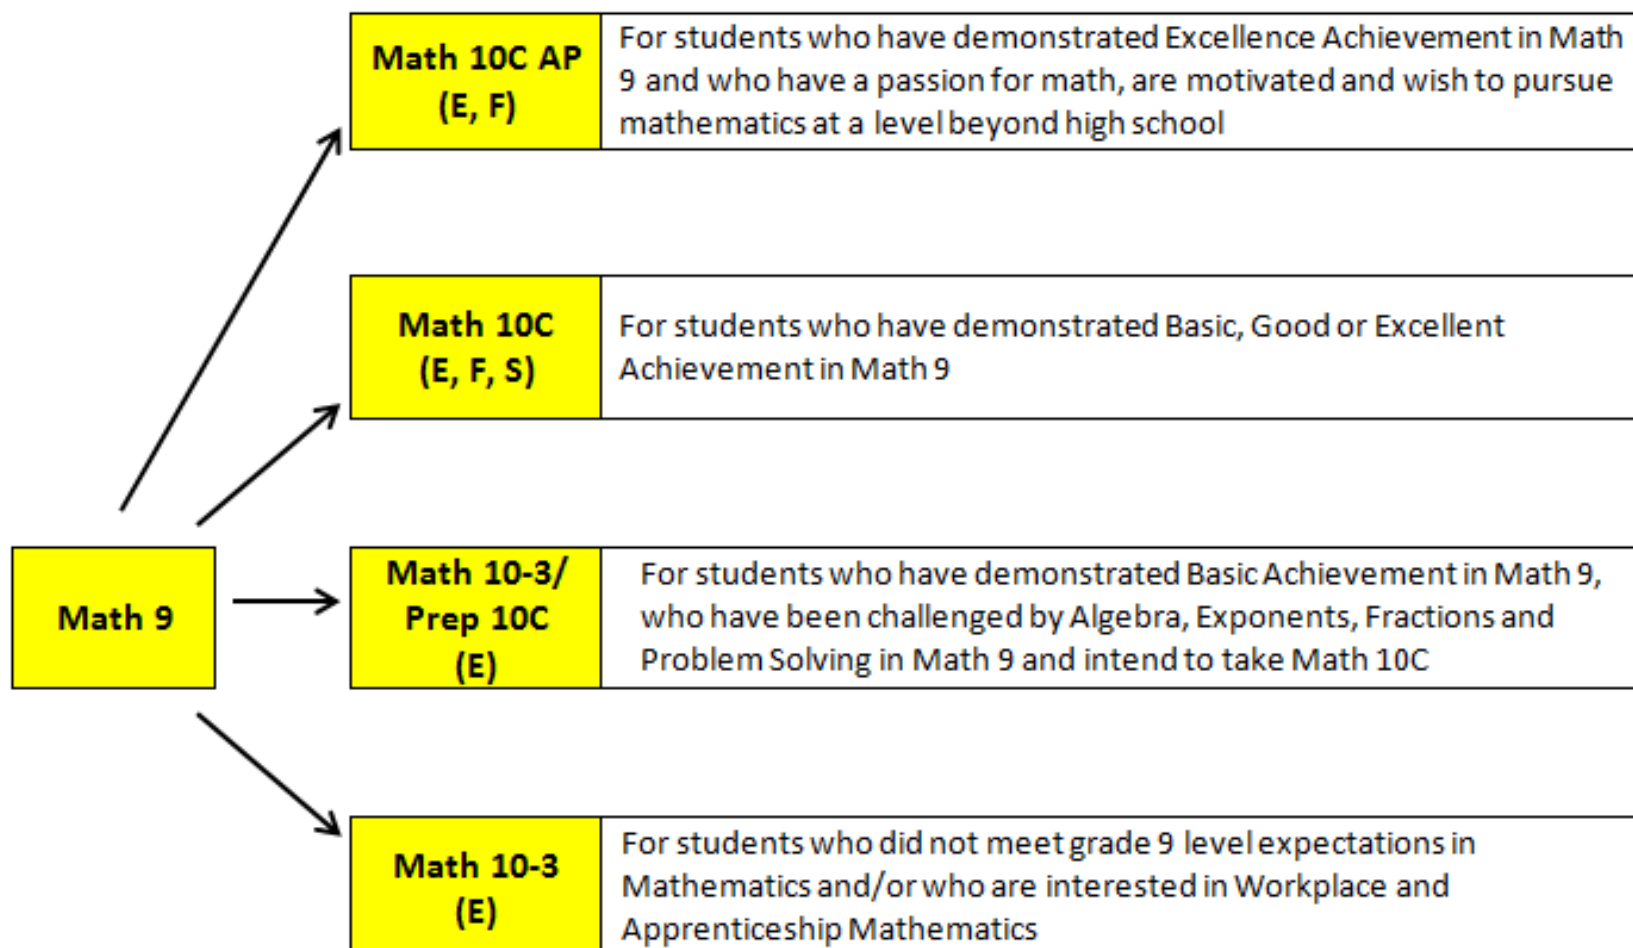 Math 10C AP
(E, F)
For students who have demonstrated Excellence Achievement in Math
9 and who have a passion for math, are motivated and wish to pursue
mathematics at a level beyond high school
Math 10C
(E, F, S)
For students who have demonstrated Basic, Good or Excellent
Achievement in Math 9
Math 9
Math 10-3/
Prep 10C
(E)
For students who have demonstrated Basic Achievement in Math 9,
who have been challenged by Algebra, Exponents, Fractions and
Problem Solving in Math 9 and intend to take Math 10C
Math 10-3
(E)
For students who did not meet grade 9 level expectations in
Mathematics and/or who are interested in Workplace and
Apprenticeship Mathematics